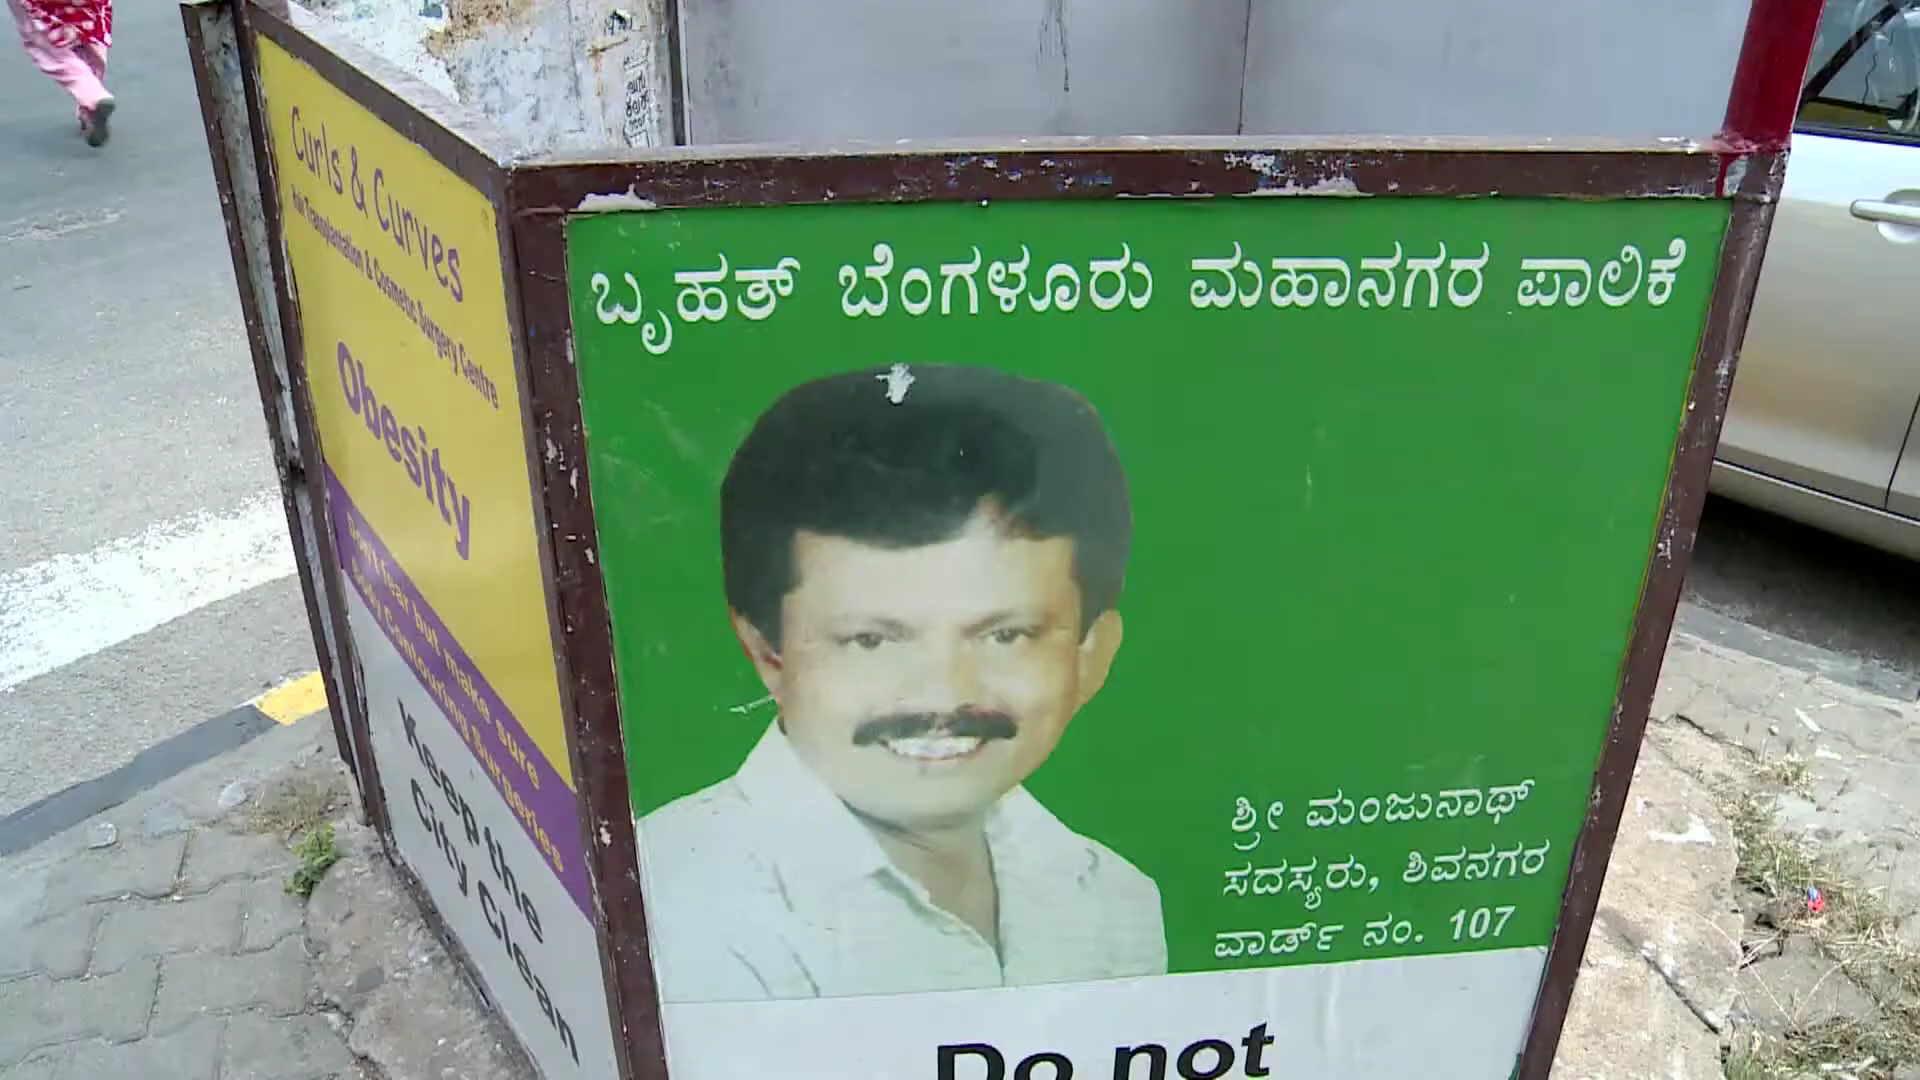 Curls & Curves
Hair Transplantation & Cosmetic Surgery Centre
Obesity
Don't fear but make sure
Body Contouring Surgeries
Keep the
City Clean
ಬೃಹತ್ ಬೆಂಗಳೂರು ಮಹಾನಗರ ಪಾಲಿಕೆ
ಶ್ರೀ ಮಂಜುನಾಥ್
ಸದಸ್ಯರು, ಶಿವನಗರ
ವಾರ್ಡ್ ನಂ. 107
Do not